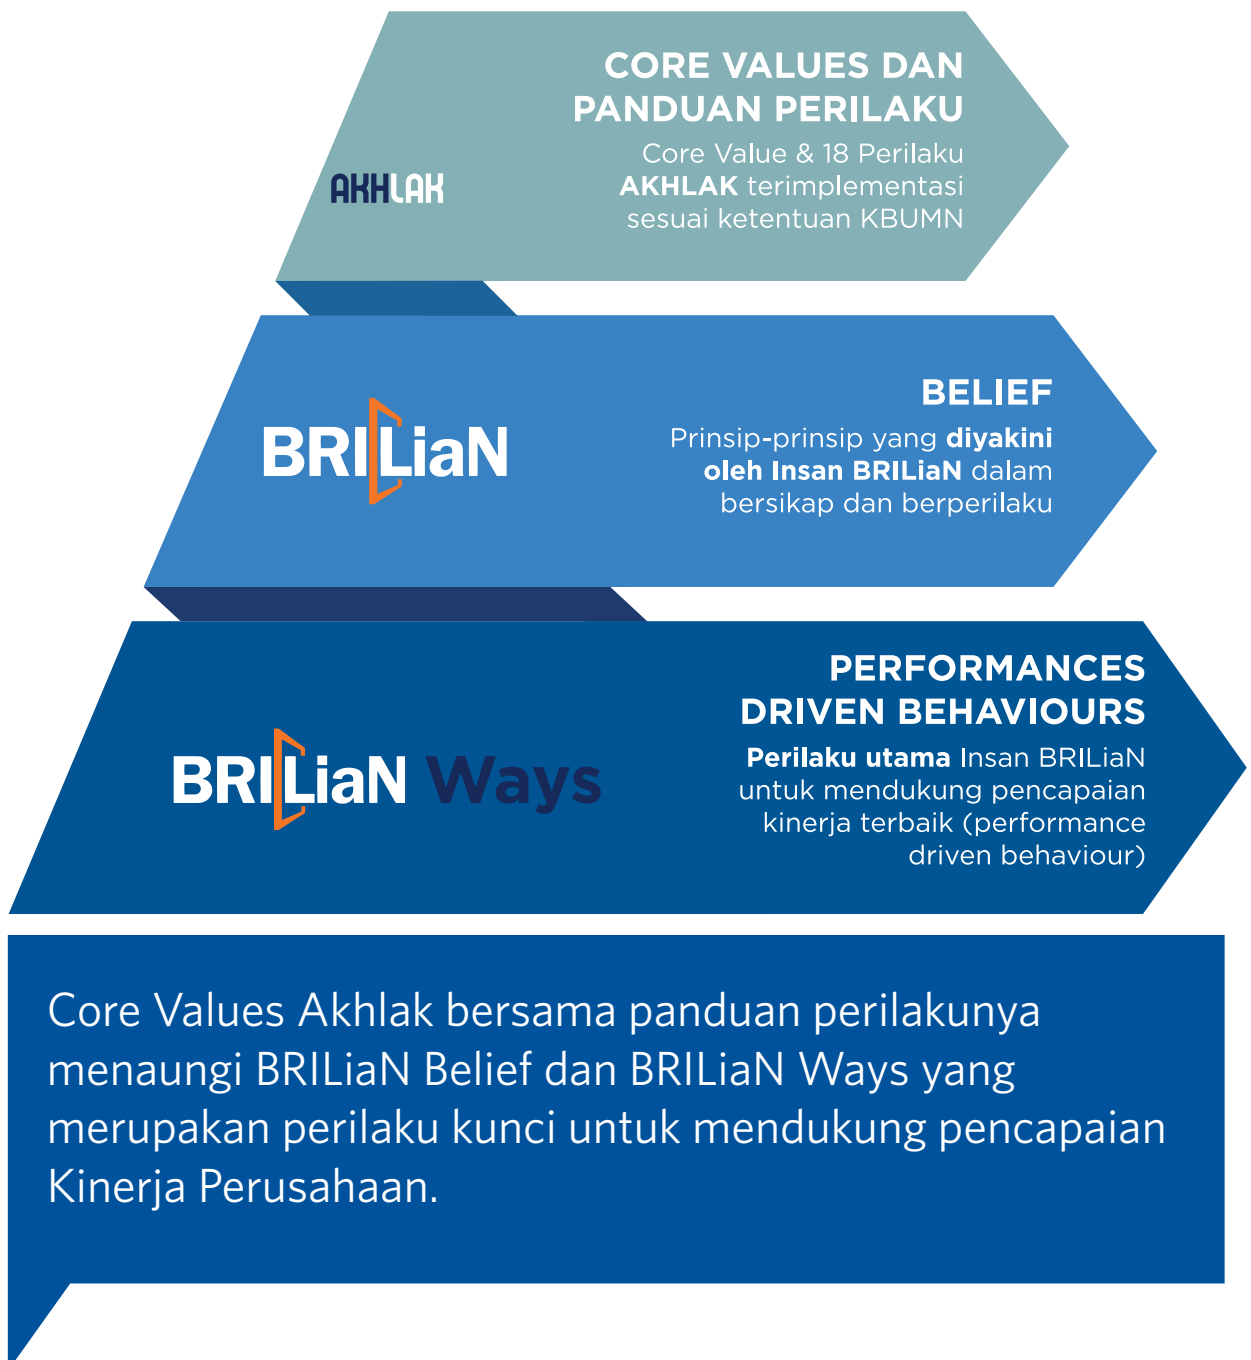 CORE VALUES DAN
PANDUAN PERILAKU
Core Value & 18 Perilaku
AKHLAK terimplementasi
sesuai ketentuan KBUMN
AKHLAK
BELIEF
Prinsip-prinsip yang diyakini
oleh Insan BRILiaN dalam
bersikap dan berperilaku
BRILiaN
PERFORMANCES
DRIVEN BEHAVIOURS
Perilaku utama Insan BRILiaN
untuk mendukung pencapaian
kinerja terbaik (performance
driven behaviour)
BRILiaN Ways
Core Values Akhlak bersama panduan perilakunya
menaungi BRILiaN Belief dan BRILiaN Ways yang
merupakan perilaku kunci untuk mendukung pencapaian
Kinerja Perusahaan.